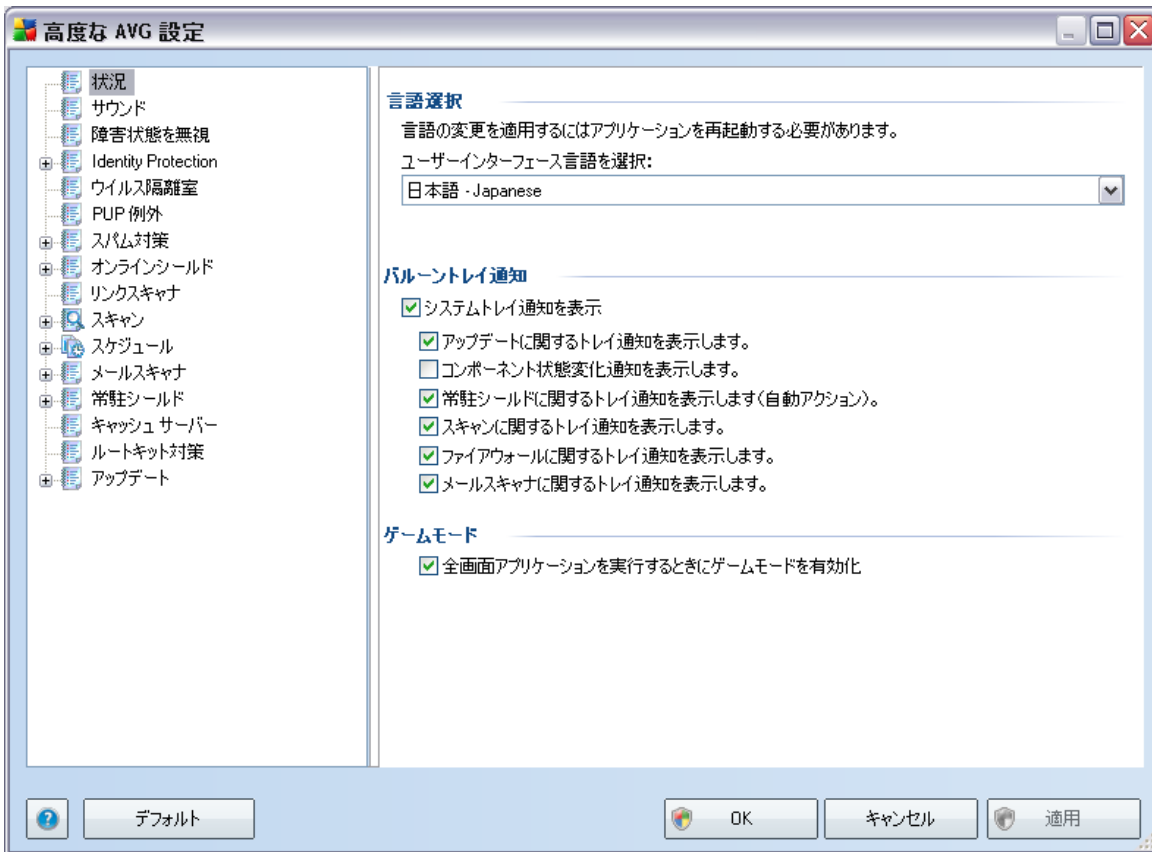 高度な AVG 設定
状況
サウンド
障害状態を無視
Identity Protection
ウイルス隔離室
PUP 例外
スパム対策
オンラインシールド
リンクスキャナ
スキャン
スケジュール
メールスキャナ
常駐シールド
キャッシュ サーバー
ルートキット対策
アップデート
言語選択
言語の変更を適用するにはアプリケーションを再起動する必要があります。
ユーザーインターフェース言語を選択:
日本語 - Japanese
バルーントレイ通知
システムトレイ通知を表示
アップデートに関するトレイ通知を表示します。
コンポーネント状態変化通知を表示します。
常駐シールドに関するトレイ通知を表示します(自動アクション)。
スキャンに関するトレイ通知を表示します。
ファイアウォールに関するトレイ通知を表示します。
メールスキャナに関するトレイ通知を表示します。
ゲームモード
全画面アプリケーションを実行するときにゲームモードを有効化
デフォルト
OK
キャンセル
適用